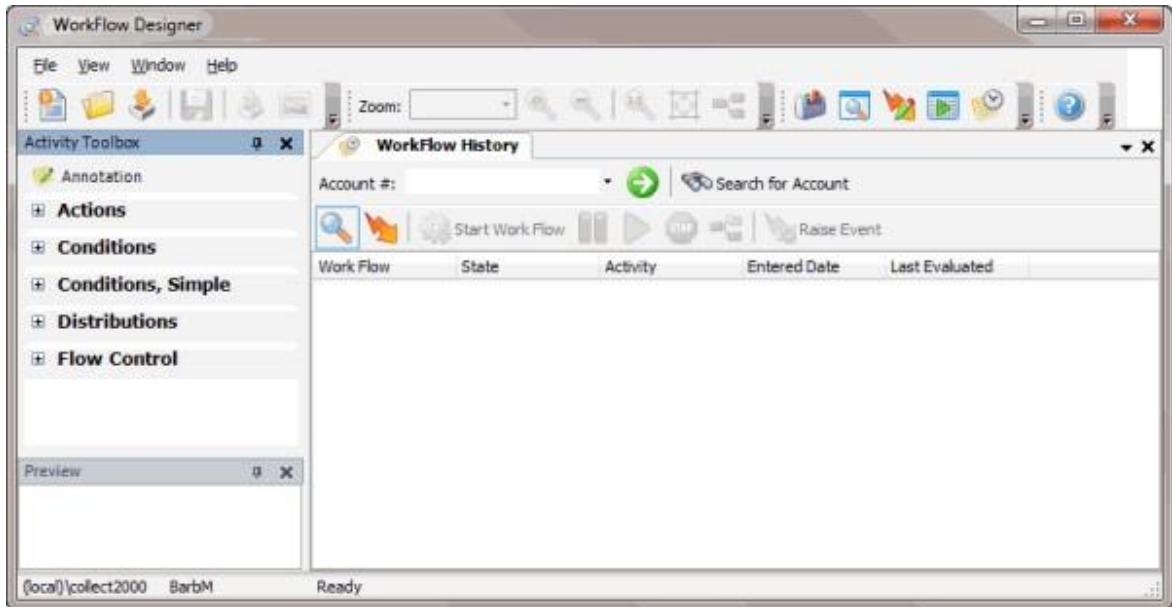 WorkFlow Designer
File View Window Help
Zoom:
Activity Toolbox
WorkFlow History
Annotation
Account #: Search for Account
Actions
Start Work Flow Raise Event
Conditions
Work Flow State Activity Entered Date Last Evaluated
Conditions, Simple
Distributions
Flow Control
Preview
(local)\collect2000 BarbM Ready